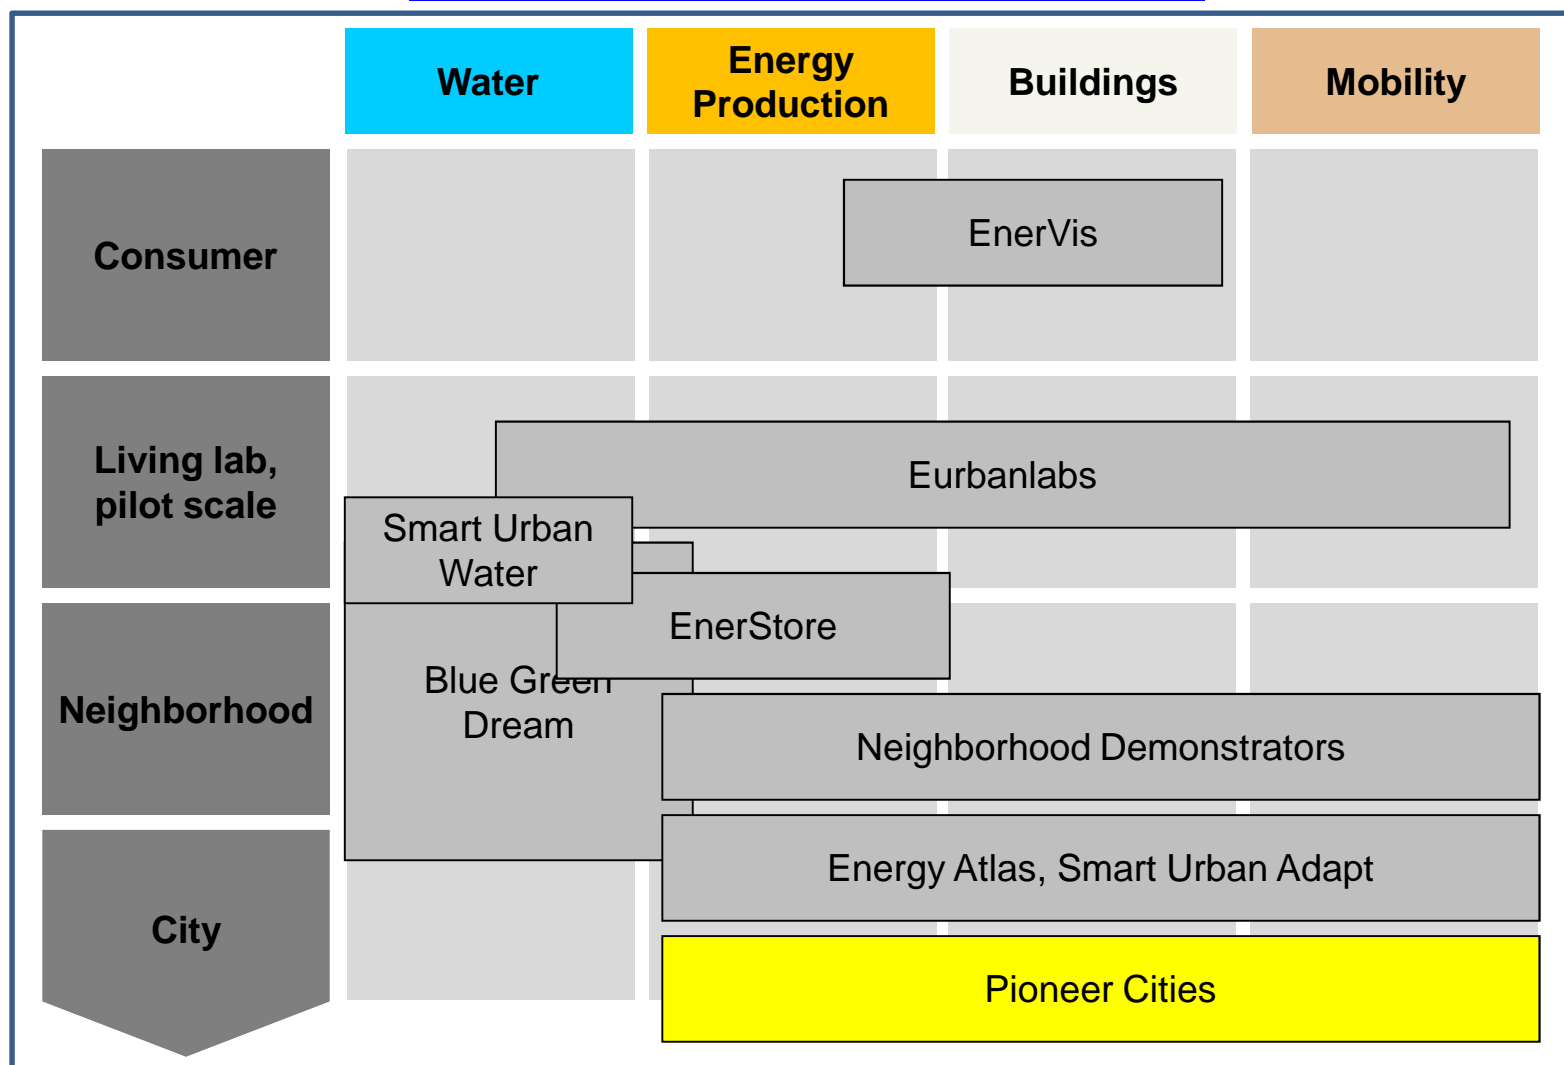 Water
Energy
Production
Buildings
Mobility
Consumer
EnerVis
Living lab,
pilot scale
Eurbanlabs
Smart Urban
Water
EnerStore
Neighborhood
Blue Green
Dream
Neighborhood Demonstrators
Energy Atlas, Smart Urban Adapt
City
Pioneer Cities